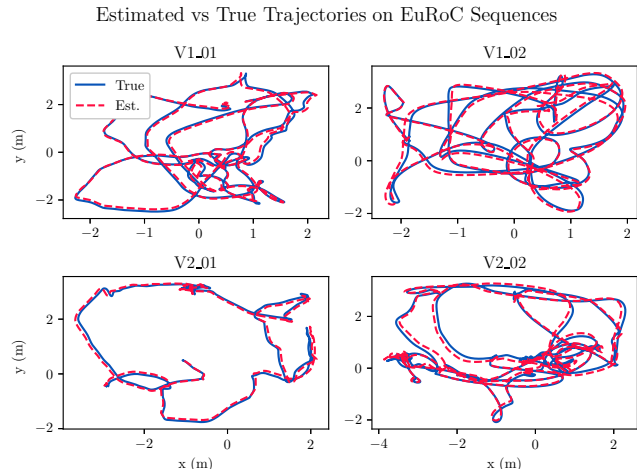 Estimated vs True Trajectories on EuRoC Sequences
V1_01
V1_02
True
Est.
y (m)
2
0
−2
−2
−1
0
1
2
2
0
−2
−2
−1
0
1
2
V2_01
V2_02
y (m)
2
0
−2
−2
0
2
x (m)
2
0
−2
−4
−2
0
2
x (m)